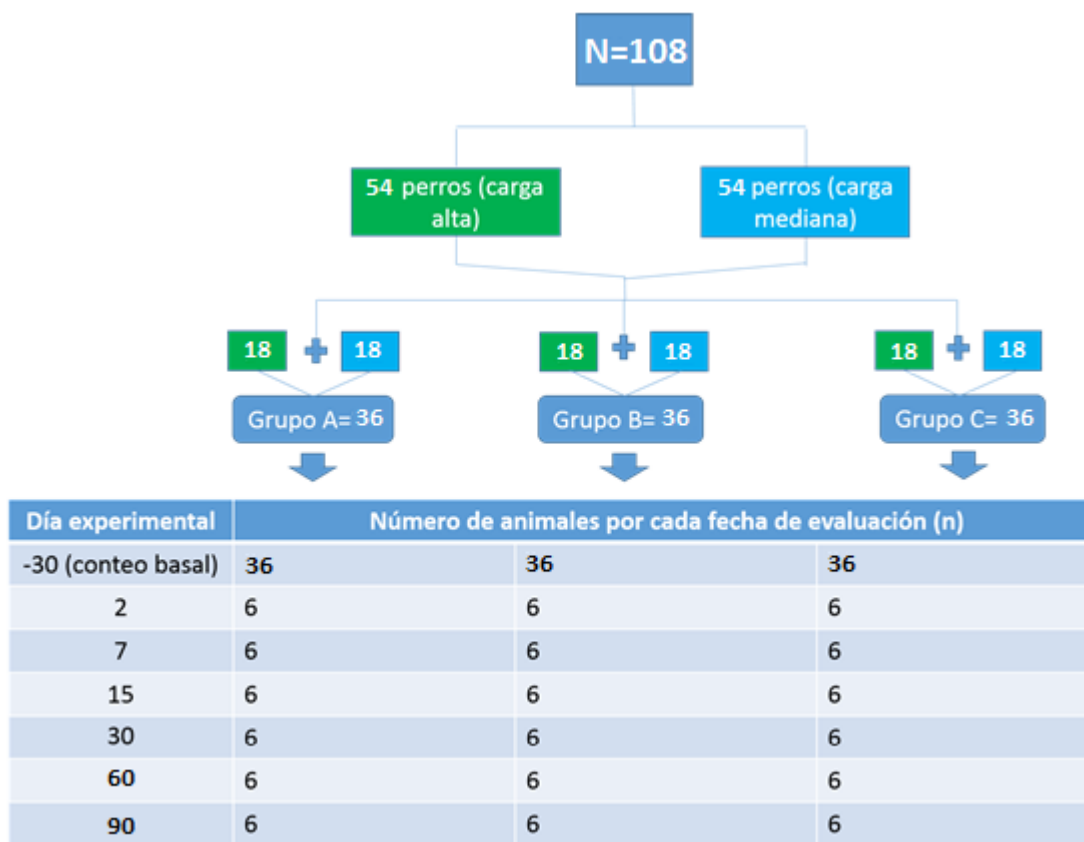 N=108
54 perros (carga
alta)
54 perros (carga
mediana)
18 + 18
18 + 18
18 + 18
Grupo A= 36
Grupo B= 36
Grupo C= 36
Día experimental Número de animales por cada fecha de evaluación (n)
-30 (conteo basal) 36 36 36
2 6 6 6
7 6 6 6
15 6 6 6
30 6 6 6
60 6 6 6
90 6 6 6